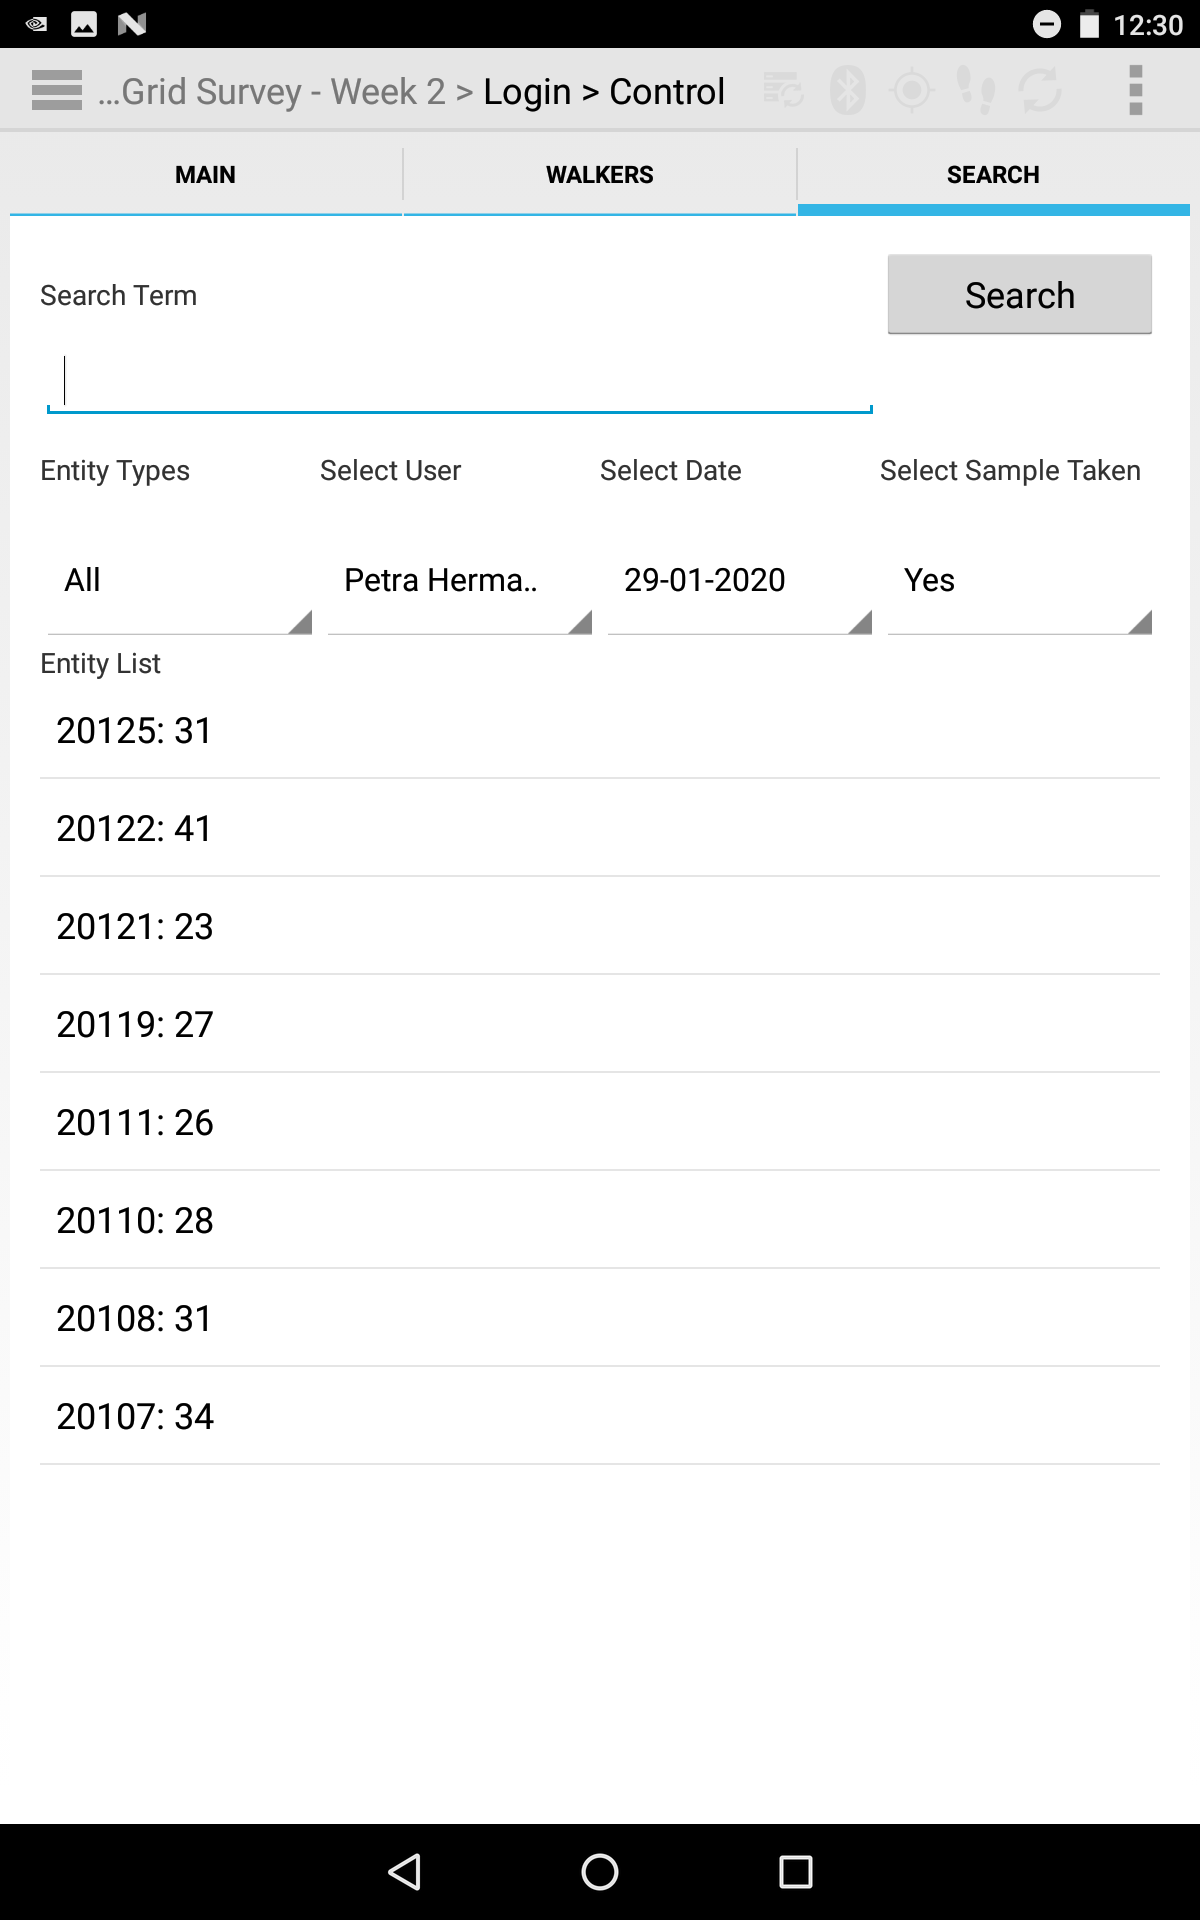 12:30
...Grid Survey - Week 2 > Login > Control
MAIN WALKERS SEARCH
Search Term Search
Entity Types Select User Select Date Select Sample Taken
All Petra Herma.. 29-01-2020 Yes
Entity List
20125: 31
20122: 41
20121: 23
20119: 27
20111: 26
20110: 28
20108: 31
20107: 34